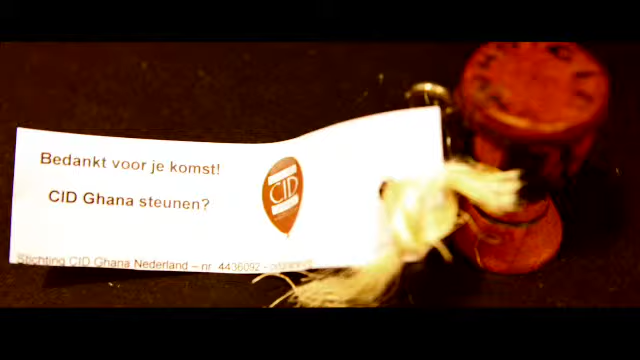 Bedankt voor je komst!
CID
CID Ghana steunen?
Stichting CID Ghana Nederland – nr. 4436092 -